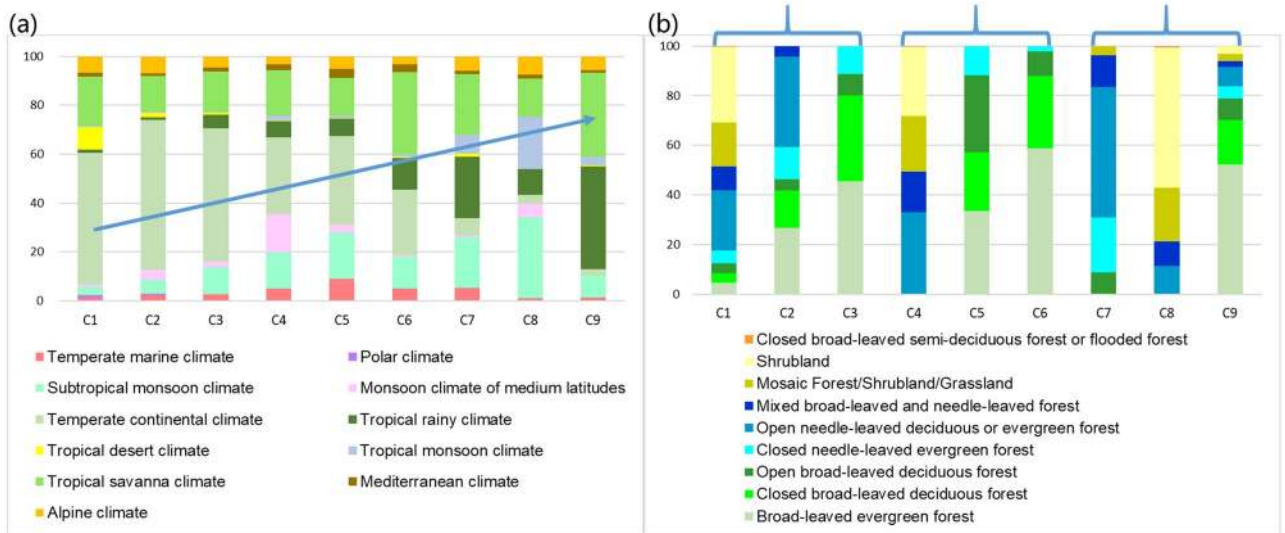 (a)
100
80
60
40
20
0
C1 C2 C3 C4 C5 C6 C7 C8 C9
Temperate marine climate Polar climate
Subtropical monsoon climate Monsoon climate of medium latitudes
Temperate continental climate Tropical rainy climate
Tropical desert climate Tropical monsoon climate
Tropical savanna climate Mediterranean climate
Alpine climate
(b)
100
80
60
40
20
0
C1 C2 C3 C4 C5 C6 C7 C8 C9
Closed broad-leaved semi-deciduous forest or flooded forest
Shrubland
Mosaic Forest/Shrubland/Grassland
Mixed broad-leaved and needle-leaved forest
Open needle-leaved deciduous or evergreen forest
Closed needle-leaved evergreen forest
Open broad-leaved deciduous forest
Closed broad-leaved deciduous forest
Broad-leaved evergreen forest